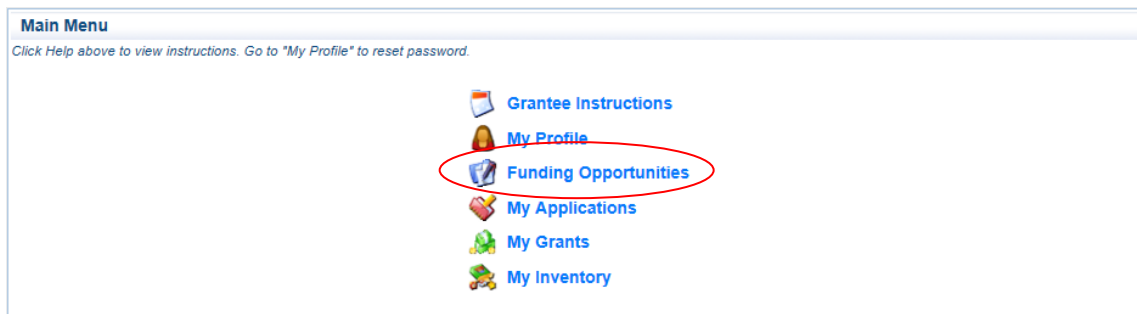 Main Menu
Click Help above to view instructions. Go to "My Profile" to reset password.
Grantee Instructions
My Profile
Funding Opportunities
My Applications
My Grants
My Inventory